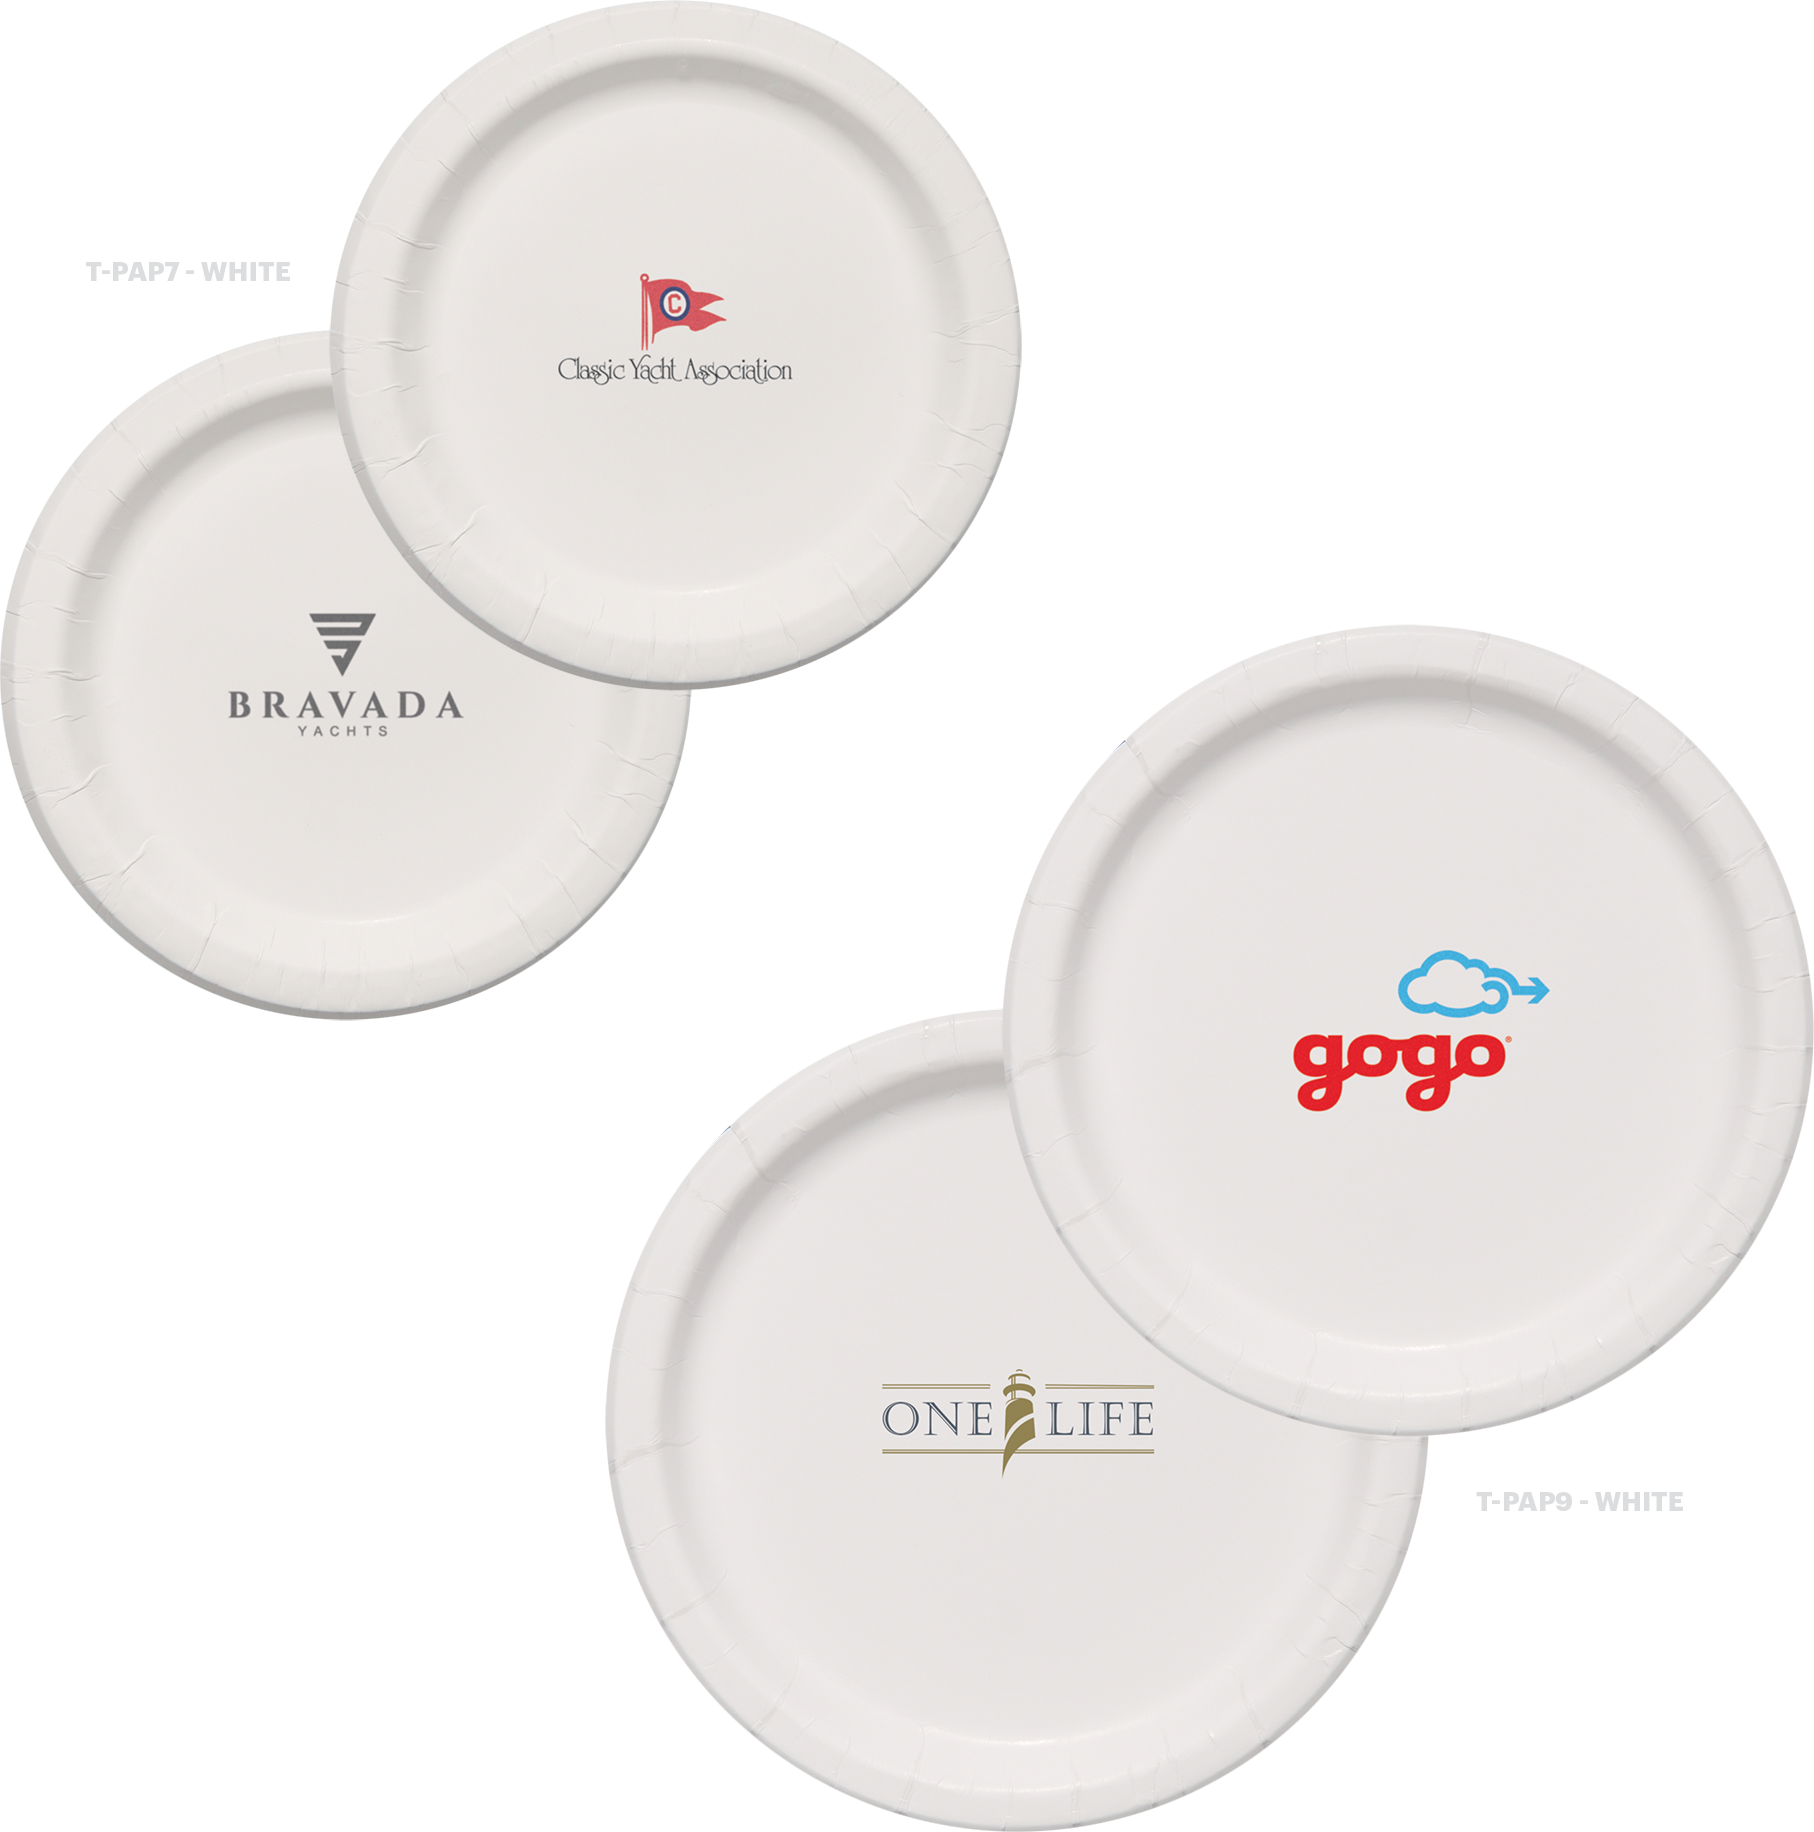 T-PAP7 - WHITE
C
Classic Yacht Association
BRAVADA
YACHTS
gogo®
ONE LIFE
T-PAP9 - WHITE